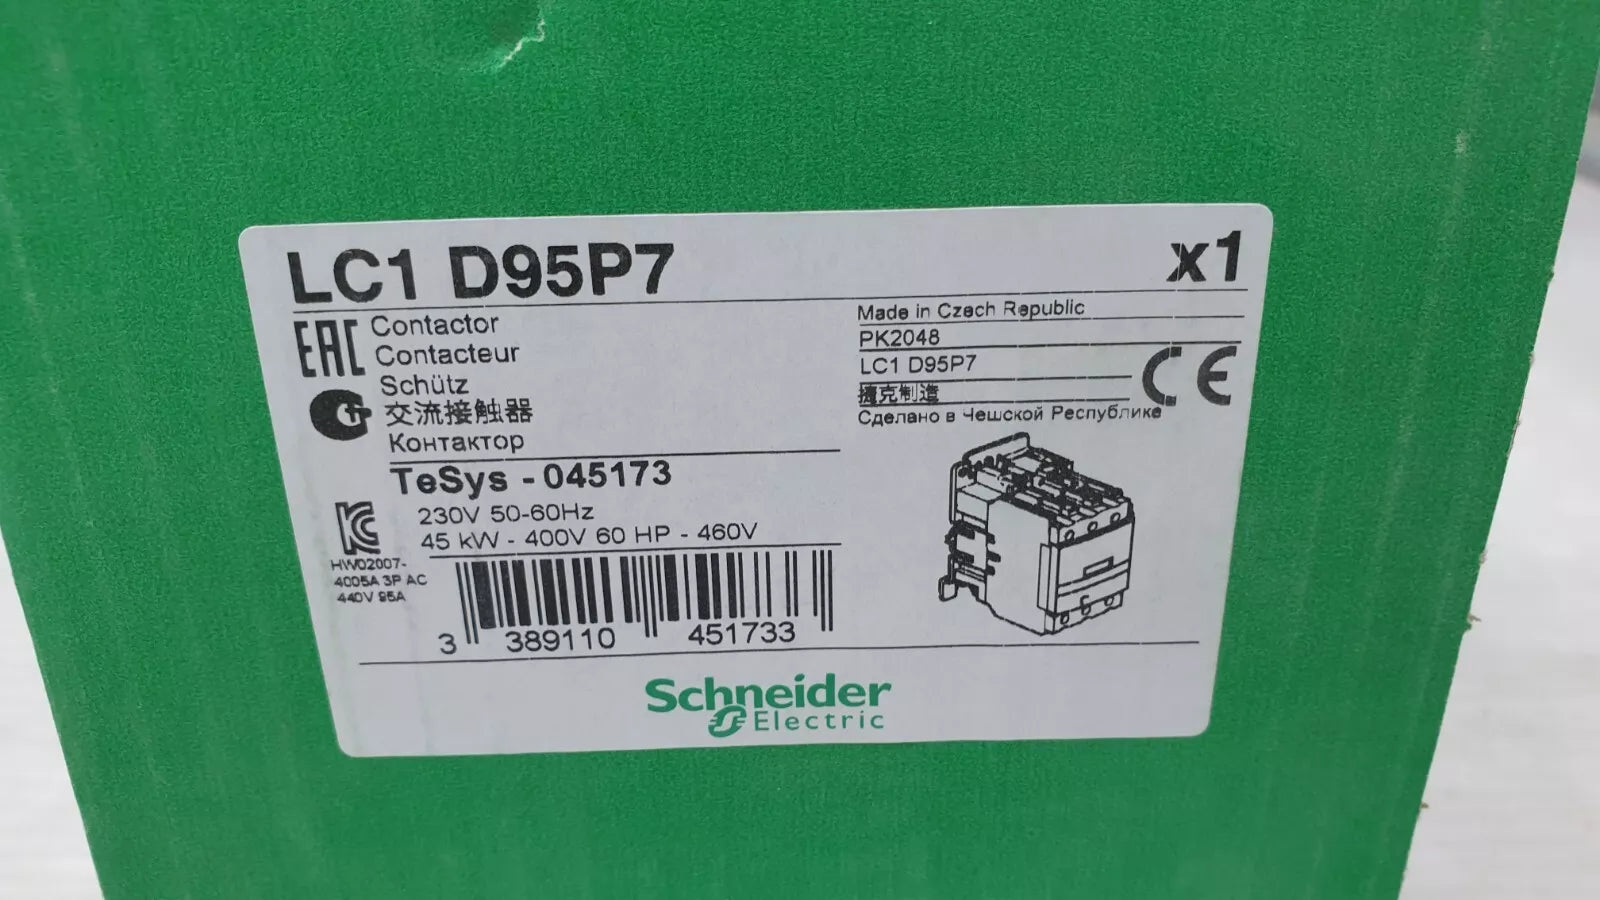 LC1 D95P7
x1
EAC
Contactor
Contacteur
Schütz
交流接触器
Контактор
Made in Czech Republic
PK2048
LC1 D95P7
捷克制造
Сделано в Чешской Республике
CE
TeSys - 045173
230V 50-60Hz
45 kW - 400V 60 HP - 460V
HW02007-
4005A 3P AC
440V 95A
3 389110 451733
Schneider
Electric